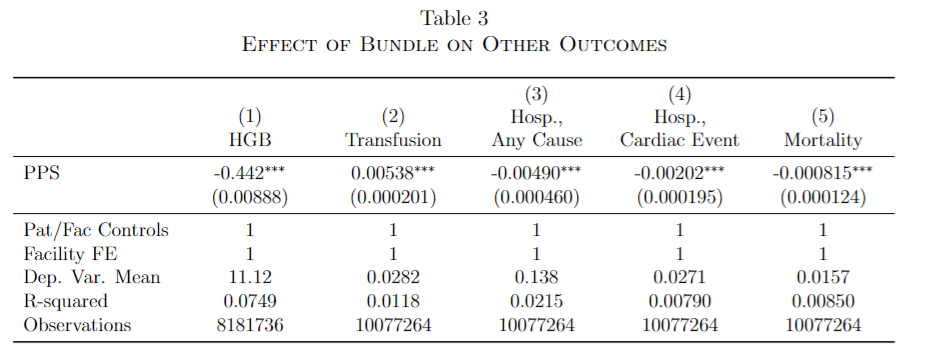 Table 3
EFFECT OF BUNDLE ON OTHER OUTCOMES
(1) (2) (3) (4) (5)
HGB Transfusion Hosp., Any Cause Hosp., Cardiac Event Mortality
PPS -0.442*** 0.00538*** -0.00490*** -0.00202*** -0.000815***
(0.00888) (0.000201) (0.000460) (0.000195) (0.000124)
Pat/Fac Controls 1 1 1 1 1
Facility FE 1 1 1 1 1
Dep. Var. Mean 11.12 0.0282 0.138 0.0271 0.0157
R-squared 0.0749 0.0118 0.0215 0.00790 0.00850
Observations 8181736 10077264 10077264 10077264 10077264